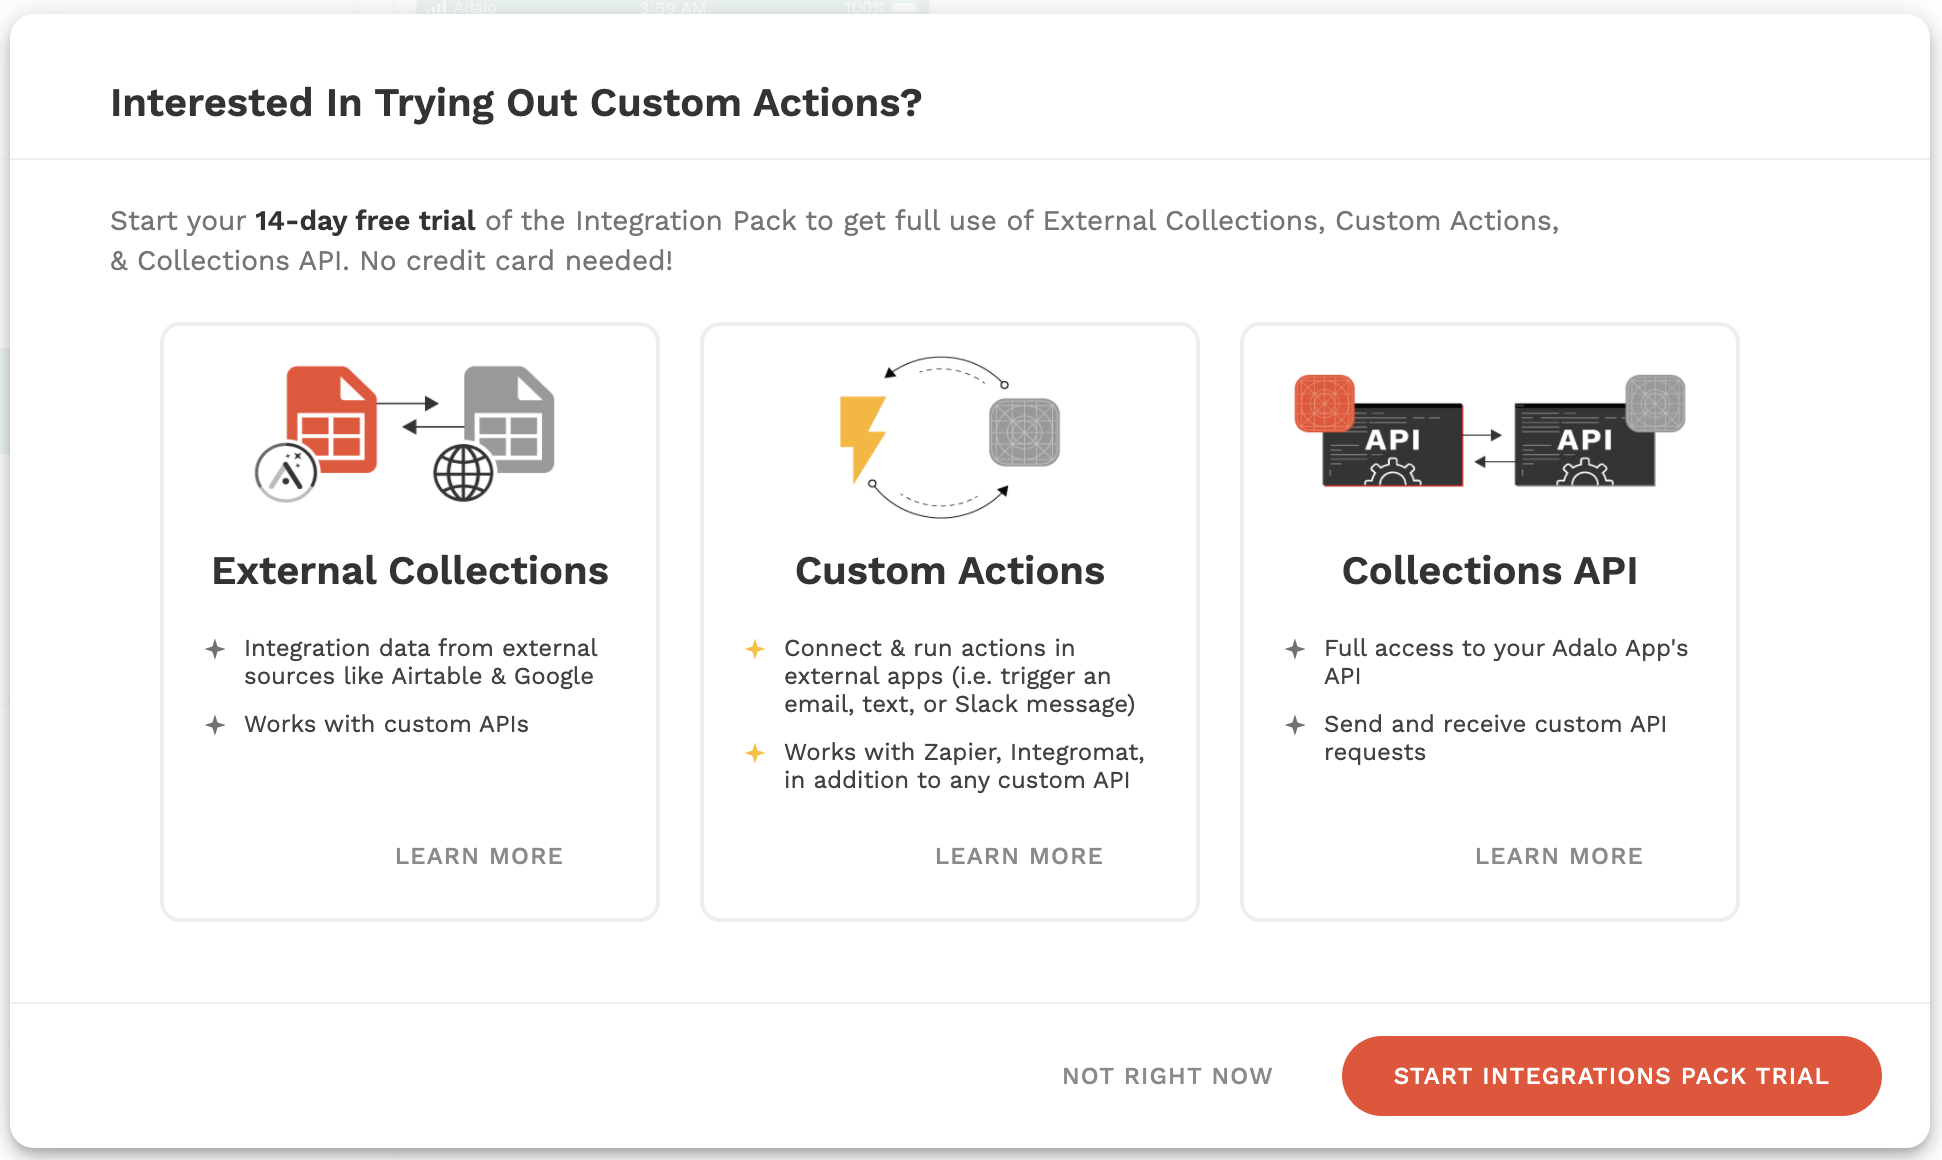 Adalo 3:59 AM 100%
Interested In Trying Out Custom Actions?
Start your 14-day free trial of the Integration Pack to get full use of External Collections, Custom Actions,
& Collections API. No credit card needed!
API API
External Collections
Integration data from external
sources like Airtable & Google
Works with custom APIs
LEARN MORE
Custom Actions
Connect & run actions in
external apps (i.e. trigger an
email, text, or Slack message)
Works with Zapier, Integromat,
in addition to any custom API
LEARN MORE
Collections API
Full access to your Adalo App's
API
Send and receive custom API
requests
LEARN MORE
NOT RIGHT NOW
START INTEGRATIONS PACK TRIAL